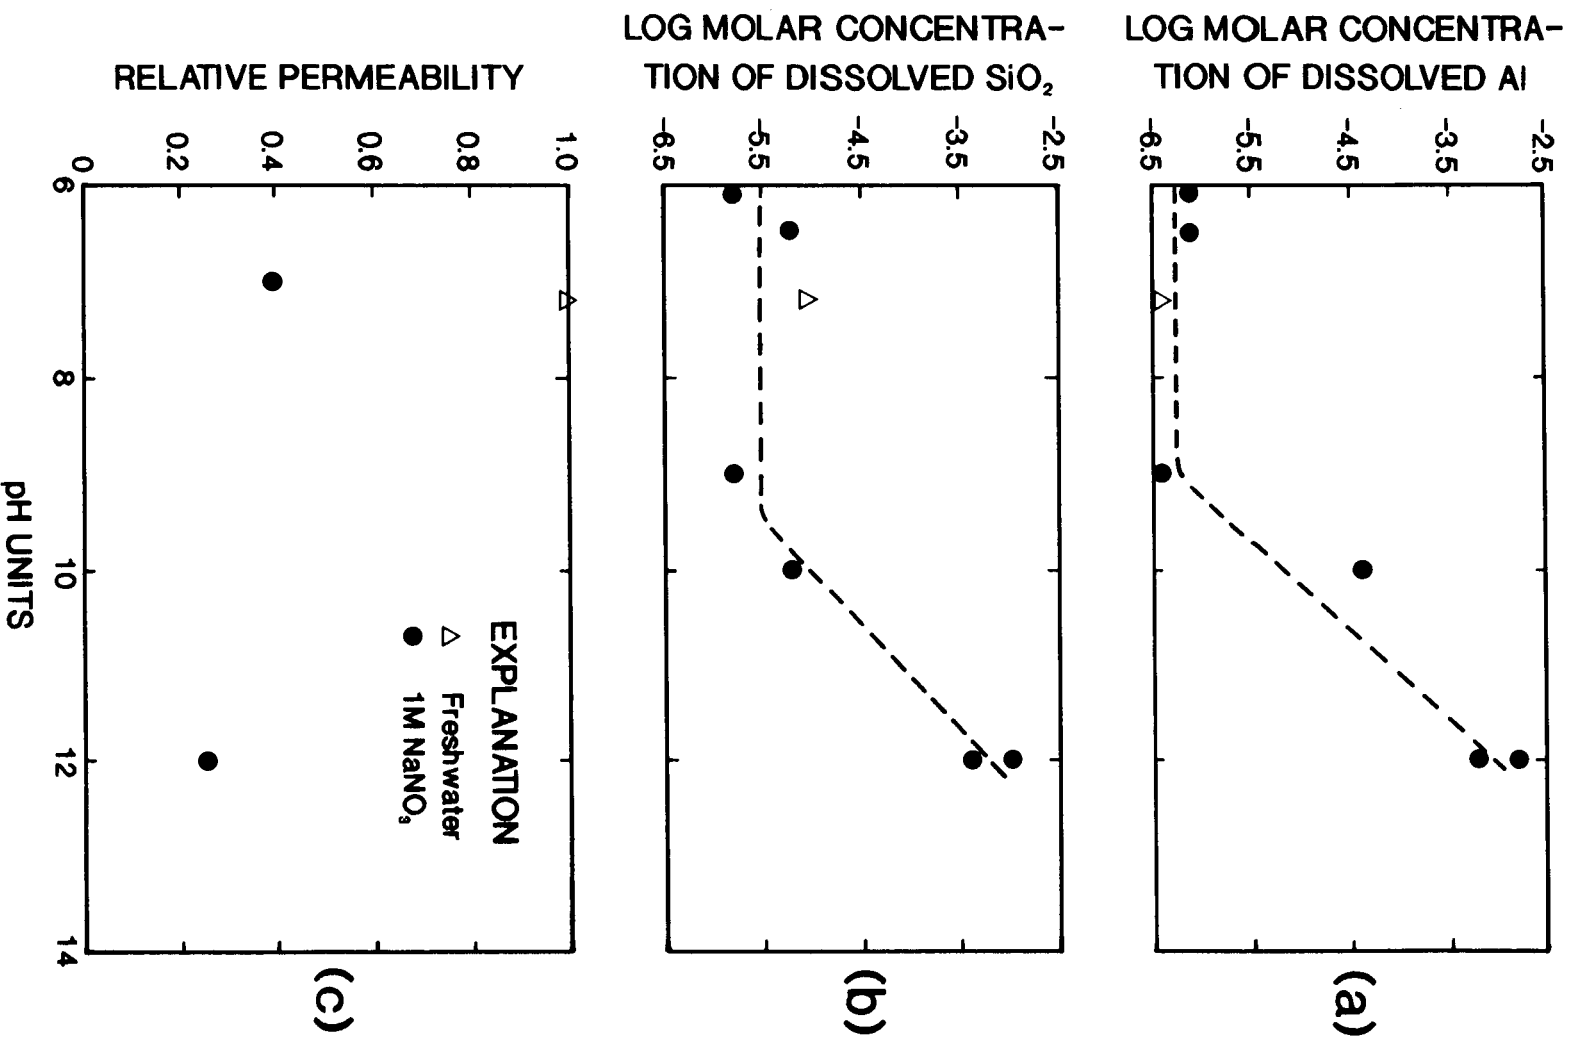 LOG MOLAR CONCENTRA-
TION OF DISSOLVED Al
-2.5
-3.5
-4.5
-5.5
-6.5
(a)
LOG MOLAR CONCENTRA-
TION OF DISSOLVED SiO₂
-2.5
-3.5
-4.5
-5.5
-6.5
(b)
RELATIVE PERMEABILITY
1.0
0.8
0.6
0.4
0.2
0
EXPLANATION
Freshwater
1M NaNO₃
(c)
6 8 10 12 14
pH UNITS